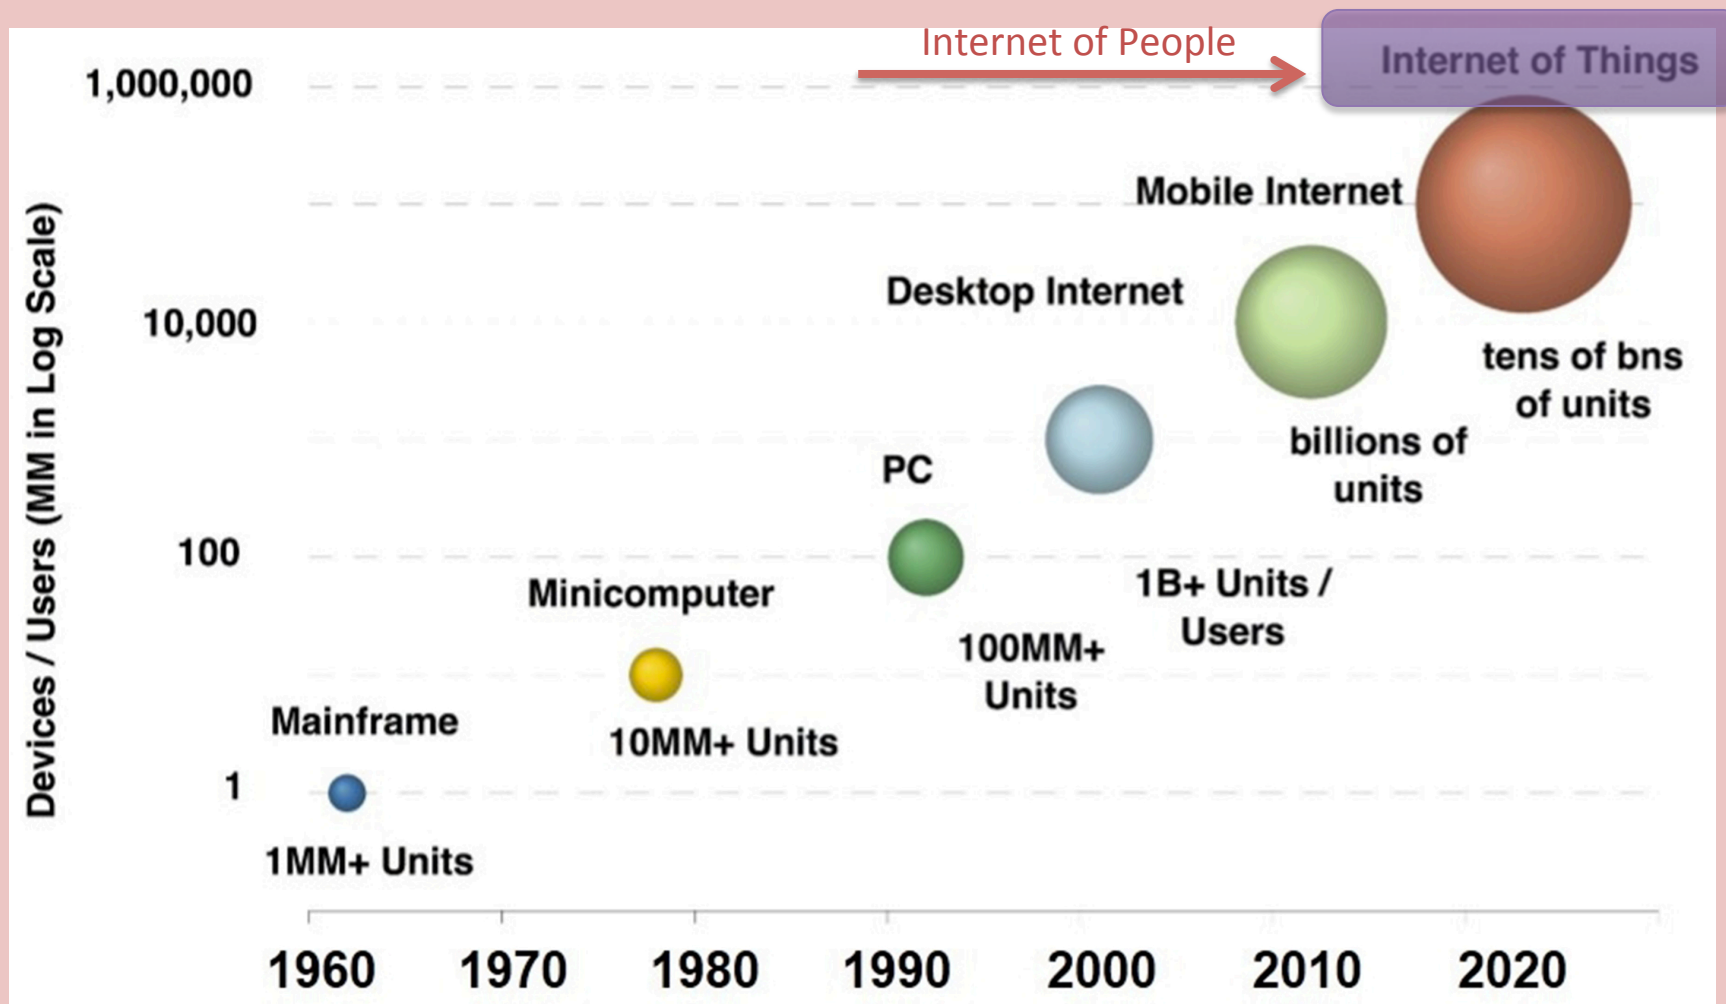 Internet of People
Internet of Things
1,000,000
Mobile Internet
Desktop Internet
10,000
tens of bns
of units
billions of
units
PC
100
Minicomputer
1B+ Units /
Users
100MM+
Units
Mainframe
10MM+ Units
1
1MM+ Units
Devices / Users (MM in Log Scale)
1960 1970 1980 1990 2000 2010 2020